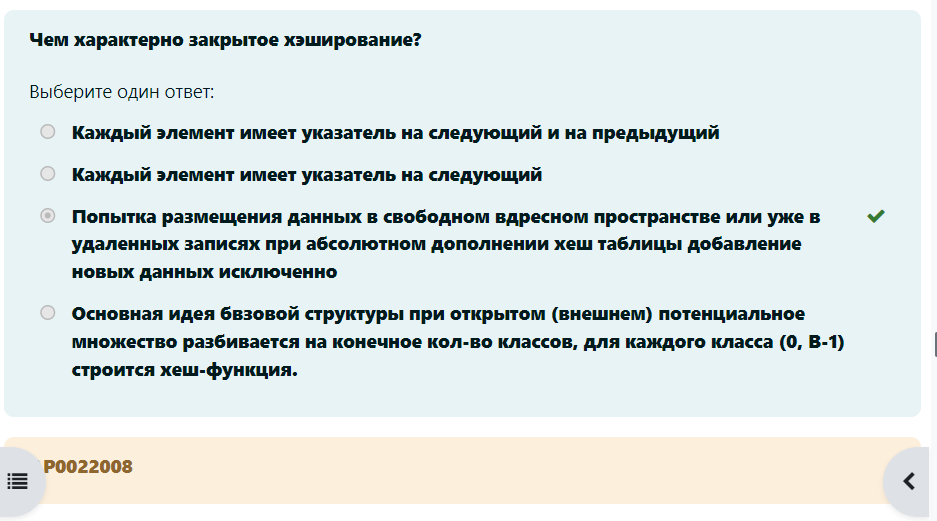 Чем характерно закрытое хэширование?
Выберите один ответ:
Каждый элемент имеет указатель на следующий и на предыдущий
Каждый элемент имеет указатель на следующий
Попытка размещения данных в свободном вдресном пространстве или уже в
удаленных записях при абсолютном дополнении хеш таблицы добавление
новых данных исключенно
Основная идея бвзовой структуры при открытом (внешнем) потенциальное
множество разбивается на конечное кол-во классов, для каждого класса (0, B-1)
строится хеш-функция.
P0022008